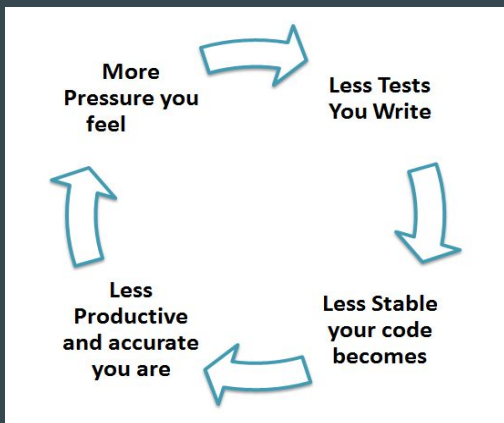 More
Pressure you
feel
Less Tests
You Write
Less Stable
your code
becomes
Less
Productive
and accurate
you are